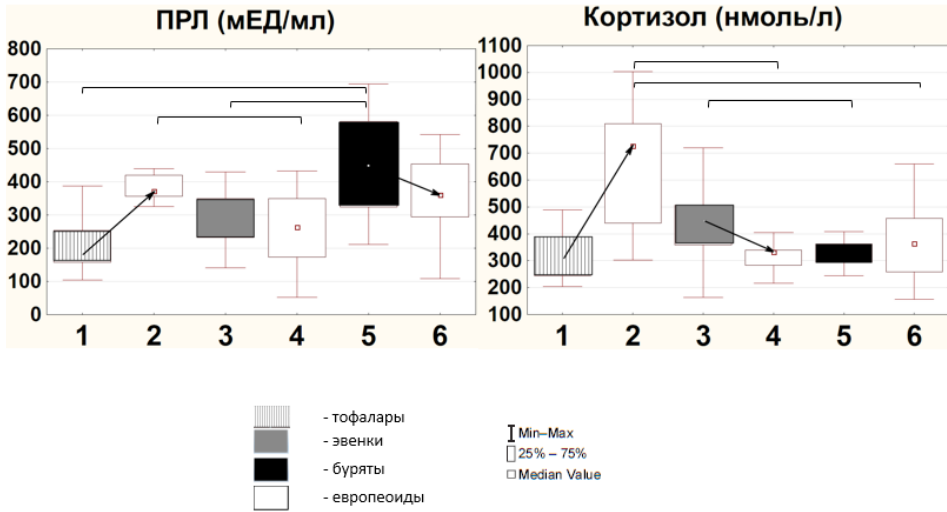 ПРЛ (мЕД/мл)
800
700
600
500
400
300
200
100
0
1 2 3 4 5 6
Кортизол (нмоль/л)
1100
1000
900
800
700
600
500
400
300
200
100
1 2 3 4 5 6
- тофалары
- эвенки
- буряты
- европеоиды
Min–Max
25% – 75%
Median Value